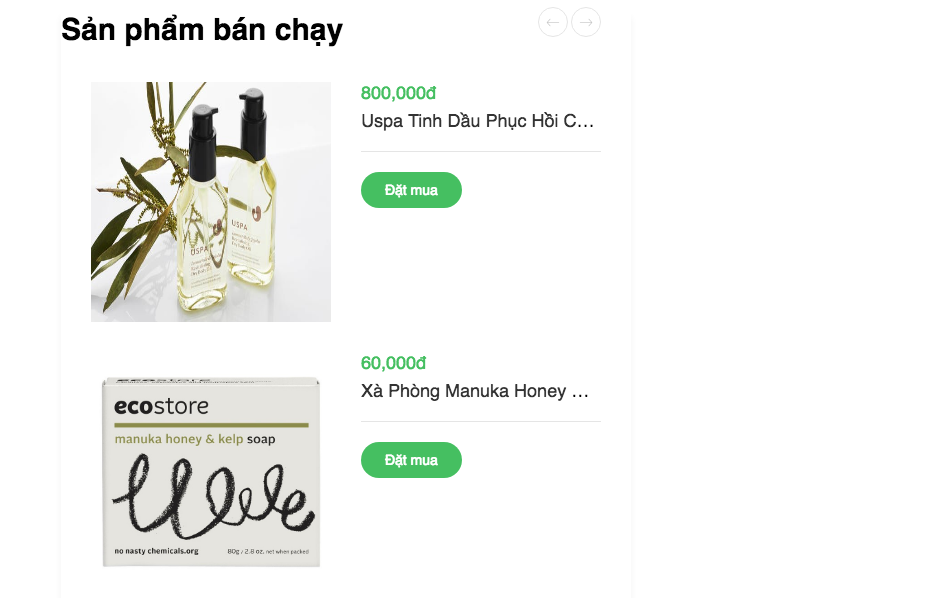 Sản phẩm bán chạy
800,000đ
Uspa Tinh Dầu Phục Hồi C...
Đặt mua
USPA
USPA
60,000đ
Xà Phòng Manuka Honey ...
Đặt mua
ecostore
manuka honey & kelp soap
no nasty chemicals.org
80g / 2.8 oz. net when packed